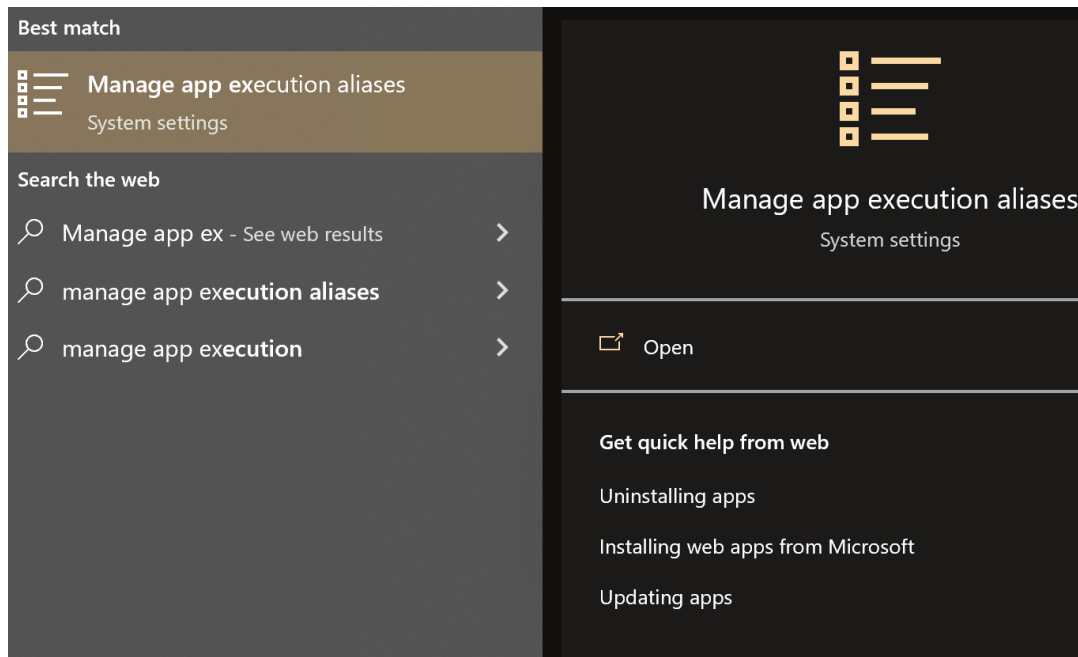 Best match
Manage app execution aliases
System settings
Search the web
Manage app ex - See web results
manage app execution aliases
manage app execution
Manage app execution aliases
System settings
Open
Get quick help from web
Uninstalling apps
Installing web apps from Microsoft
Updating apps